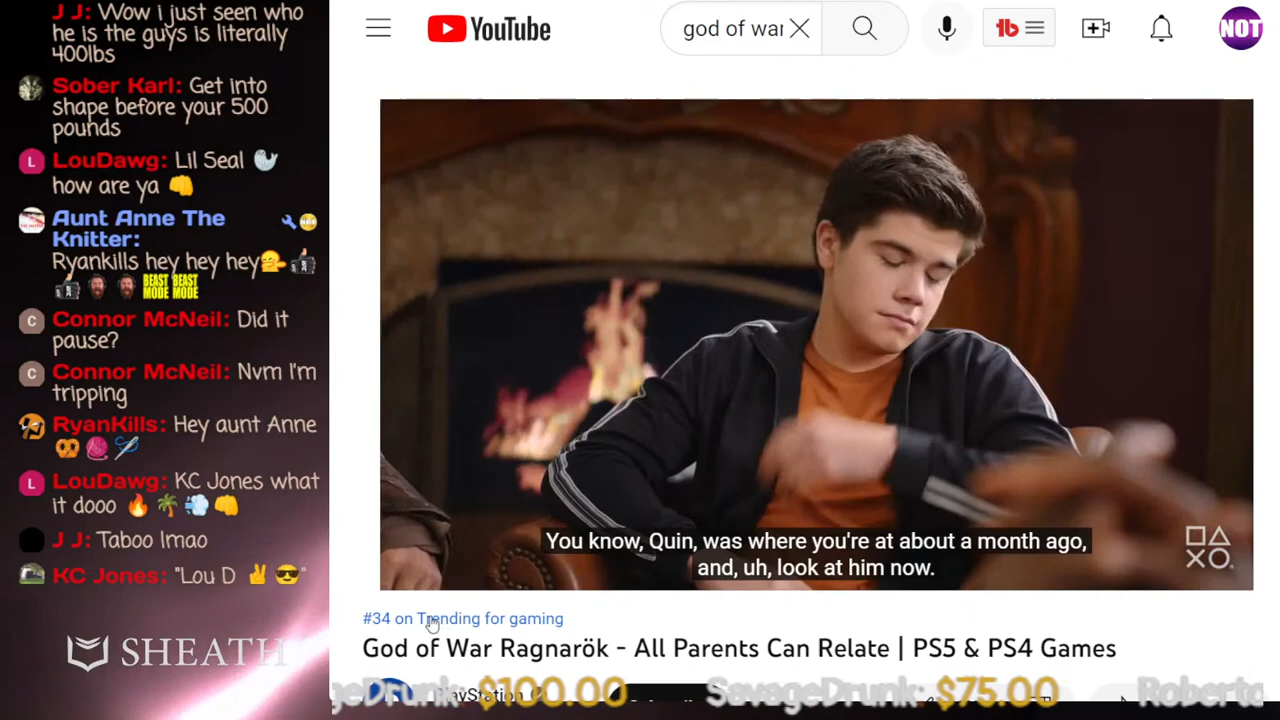 J J: Wow i just seen who
he is the guys is literally
400lbs
Sober Karl: Get into
shape before your 500
pounds
LouDawg: Lil Seal 🦭
how are ya 👊
Aunt Anne The
Knitter:
Ryankills hey hey hey
BEAST MODE BEAST MODE
Connor McNeil: Did it
pause?
Connor McNeil: Nvm I'm
tripping
RyanKills: Hey aunt Anne
🥨🧶🪡
LouDawg: KC Jones what
it dooo 🔥🌴💨👊
J J: Taboo lmao
KC Jones: "Lou D ✌️😎"
SHEATH
YouTube
god of war
NOT
You know, Quin, was where you're at about a month ago,
and, uh, look at him now.
#34 on Trending for gaming
God of War Ragnarök - All Parents Can Relate | PS5 & PS4 Games
PlayStation
$100.00 SavageDrunk: $75.00